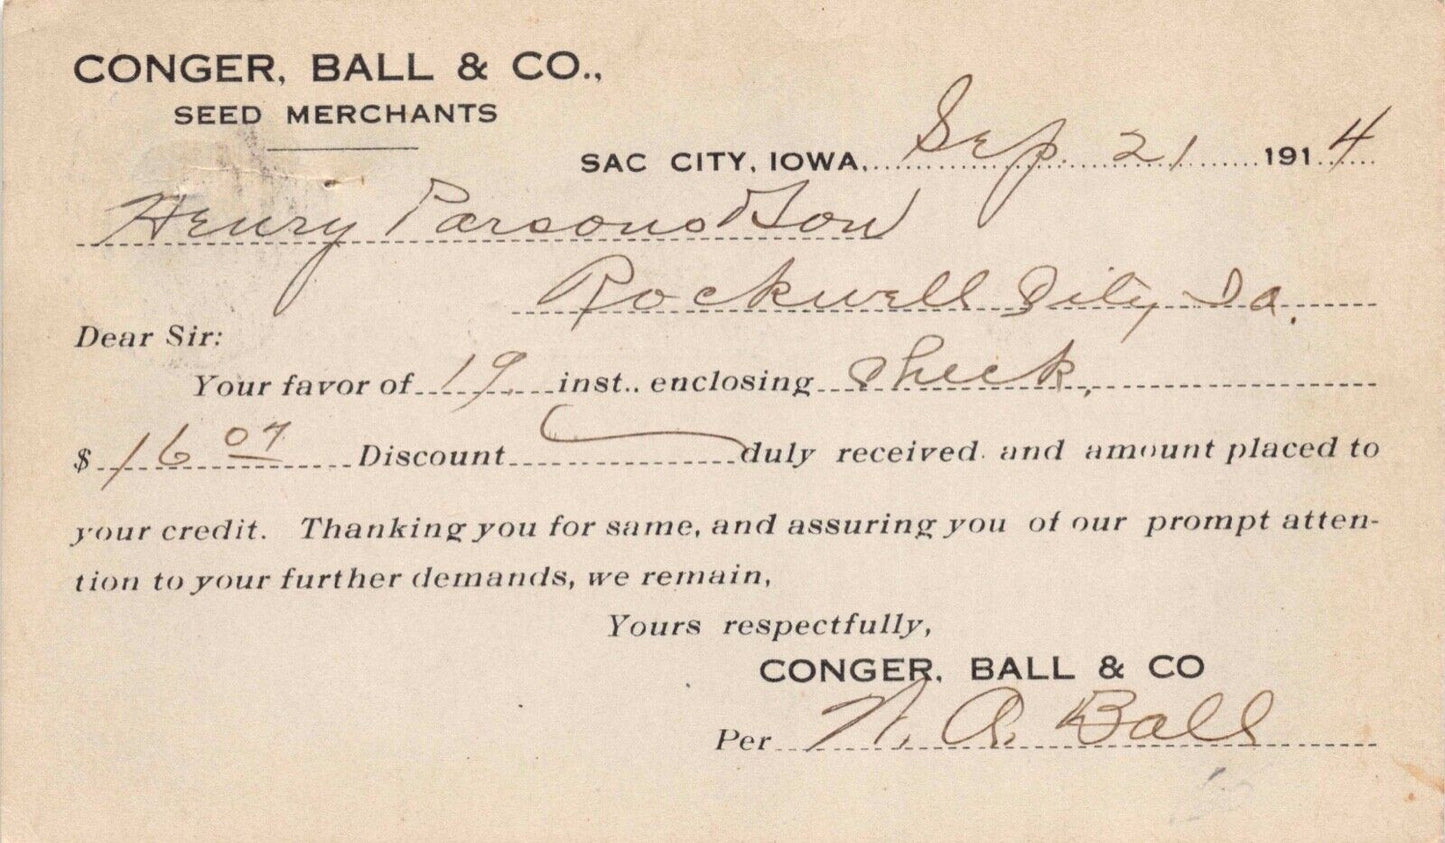 CONGER, BALL & CO.,
SEED MERCHANTS
SAC CITY, IOWA, Sep. 21 1914
Henry Parsons & Son
Rockwell City, Ia.
Dear Sir:
Your favor of 19 inst., enclosing check,
$ 16 07 Discount duly received and amount placed to
your credit. Thanking you for same, and assuring you of our prompt atten-
tion to your further demands, we remain,
Yours respectfully,
CONGER, BALL & CO
Per A. Ball